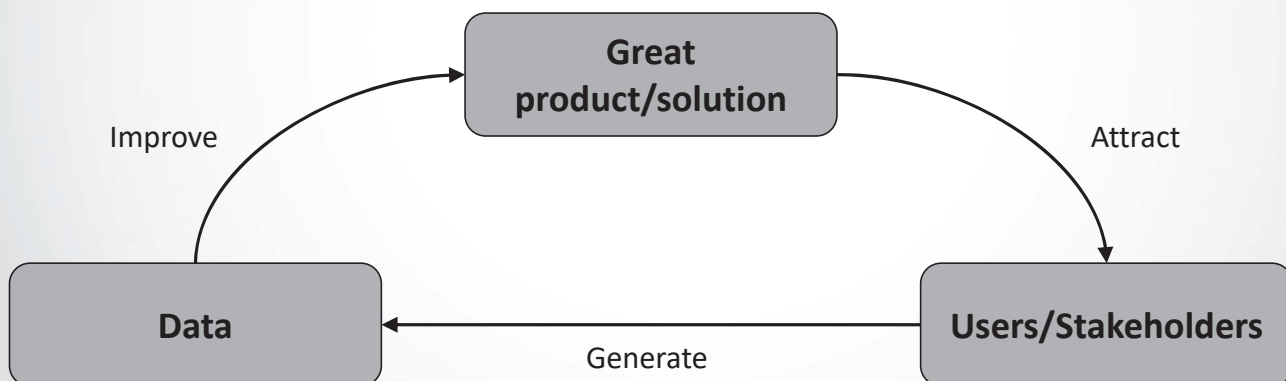 Great
product/solution
Improve
Attract
Data
Users/Stakeholders
Generate